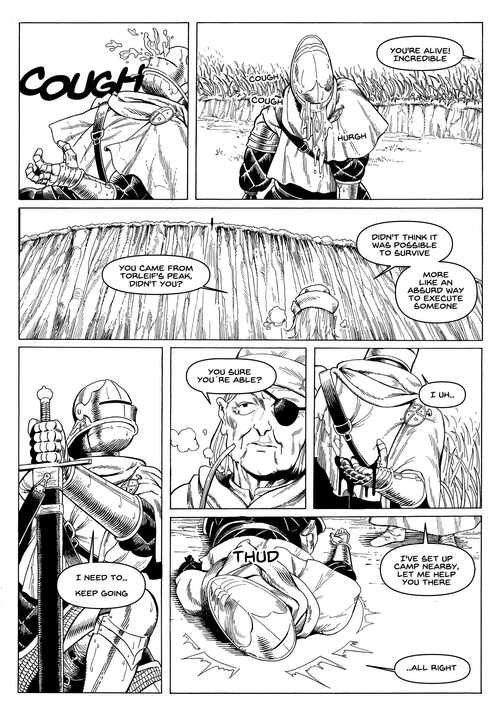 COUGH
YOU'RE ALIVE!
INCREDIBLE
COUGH
COUGH
HURGH
YOU CAME FROM
TORLEIF'S PEAK,
DIDN'T YOU?
DIDN'T THINK IT
WAS POSSIBLE
TO SURVIVE
MORE
LIKE AN
ABSURD WAY
TO EXECUTE
SOMEONE
I NEED TO..
KEEP GOING
YOU SURE
YOU´RE ABLE?
I UH..
THUD
I'VE SET UP
CAMP NEARBY,
LET ME HELP
YOU THERE
..ALL RIGHT